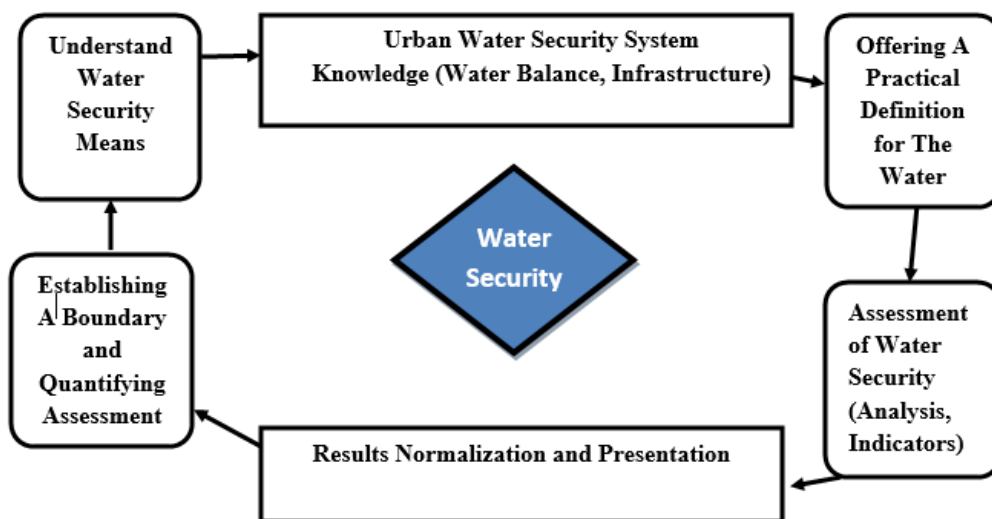 Understand
Water
Security
Means
Urban Water Security System
Knowledge (Water Balance, Infrastructure)
Offering A
Practical
Definition
for The
Water
Water
Security
Establishing
A Boundary
and
Quantifying
Assessment
Assessment
of Water
Security
(Analysis,
Indicators)
Results Normalization and Presentation